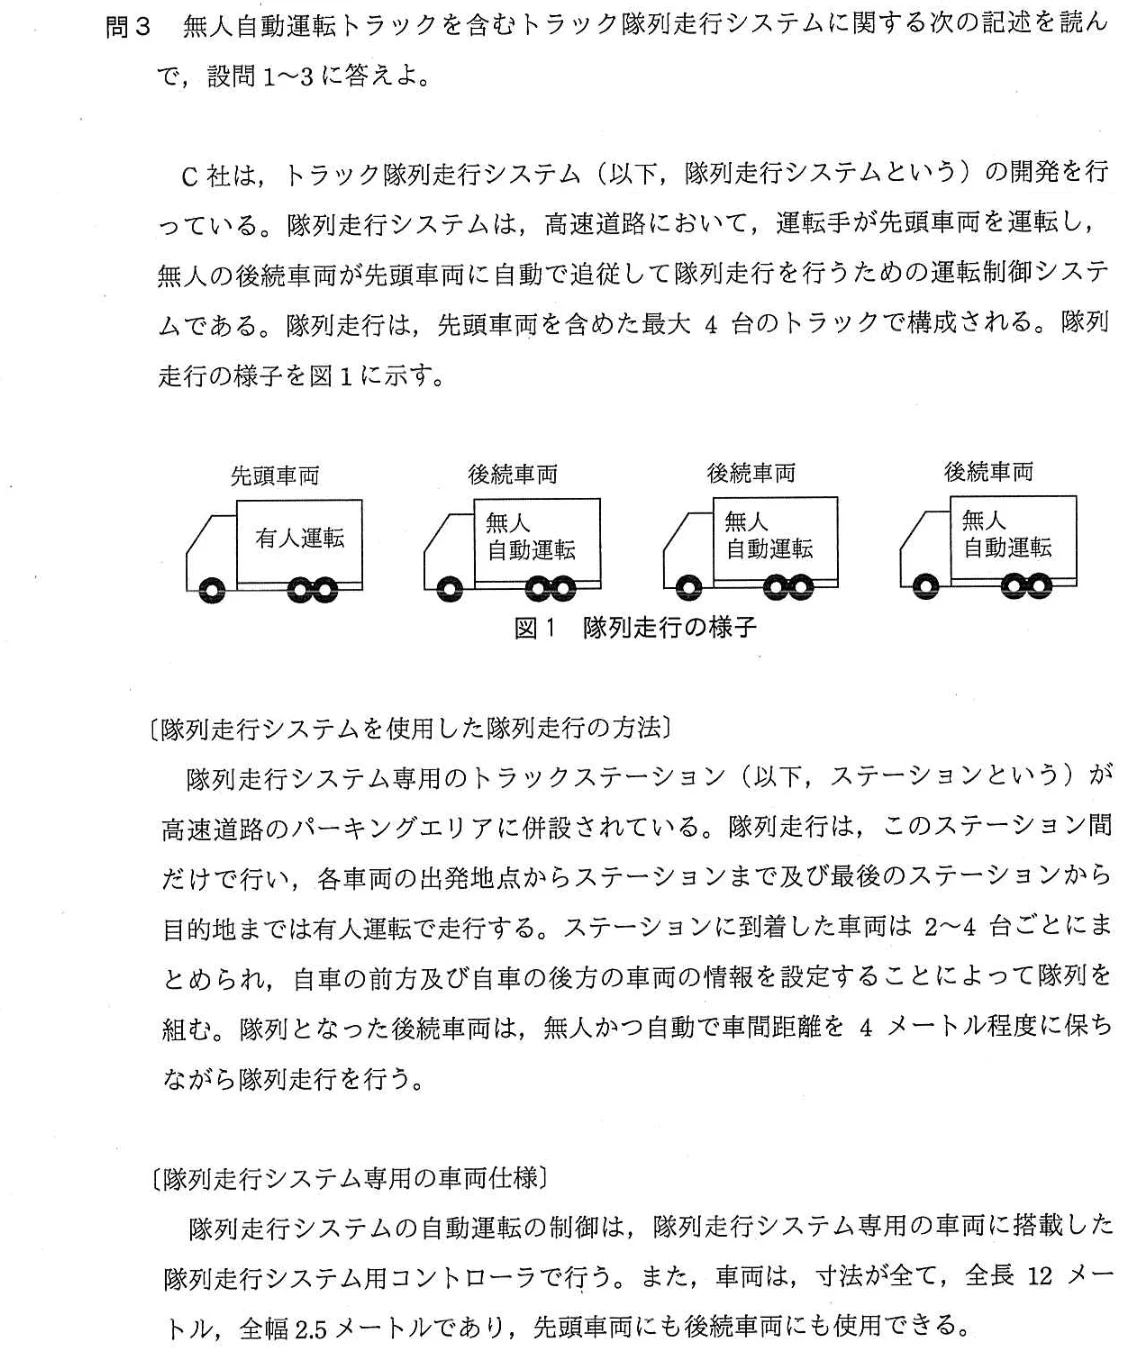 問3 無人自動運転トラックを含むトラック隊列走行システムに関する次の記述を読ん
で，設問1～3に答えよ。
C社は，トラック隊列走行システム（以下，隊列走行システムという）の開発を行
っている。隊列走行システムは，高速道路において，運転手が先頭車両を運転し，
無人の後続車両が先頭車両に自動で追従して隊列走行を行うための運転制御システ
ムである。隊列走行は，先頭車両を含めた最大 4 台のトラックで構成される。隊列
走行の様子を図1に示す。
先頭車両 後続車両 後続車両 後続車両
有人運転 無人 無人 無人
自動運転 自動運転 自動運転
図1 隊列走行の様子
〔隊列走行システムを使用した隊列走行の方法〕
隊列走行システム専用のトラックステーション（以下，ステーションという）が
高速道路のパーキングエリアに併設されている。隊列走行は，このステーション間
だけで行い，各車両の出発地点からステーションまで及び最後のステーションから
目的地までは有人運転で走行する。ステーションに到着した車両は 2～4 台ごとにま
とめられ，自車の前方及び自車の後方の車両の情報を設定することによって隊列を
組む。隊列となった後続車両は，無人かつ自動で車間距離を 4 メートル程度に保ち
ながら隊列走行を行う。
〔隊列走行システム専用の車両仕様〕
隊列走行システムの自動運転の制御は，隊列走行システム専用の車両に搭載した
隊列走行システム用コントローラで行う。また，車両は，寸法が全て，全長 12 メー
トル，全幅2.5メートルであり，先頭車両にも後続車両にも使用できる。